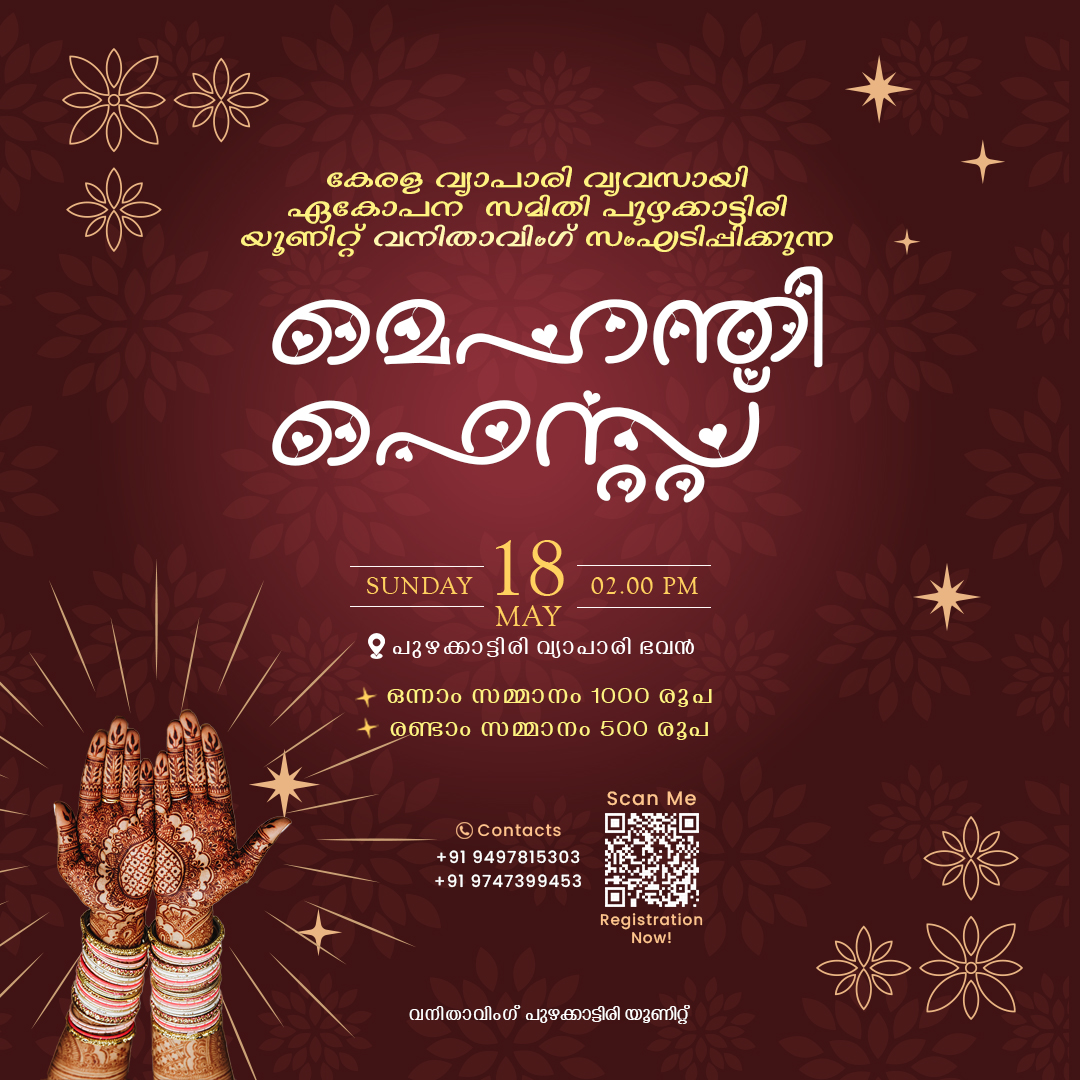 കേരള വ്യാപാരി വ്യവസായി
ഏകോപന സമിതി പുഴക്കാട്ടിരി
യൂണിറ്റ് വനിതാവിംഗ് സംഘടിപ്പിക്കുന്ന
മെഹന്തി
ഫെസ്റ്റ്
SUNDAY 18 02.00 PM
MAY
പുഴക്കാട്ടിരി വ്യാപാരി ഭവൻ
ഒന്നാം സമ്മാനം 1000 രൂപ
രണ്ടാം സമ്മാനം 500 രൂപ
Scan Me
Contacts
+91 9497815303
+91 9747399453
Registration
Now!
വനിതാവിംഗ് പുഴക്കാട്ടിരി യൂണിറ്റ്